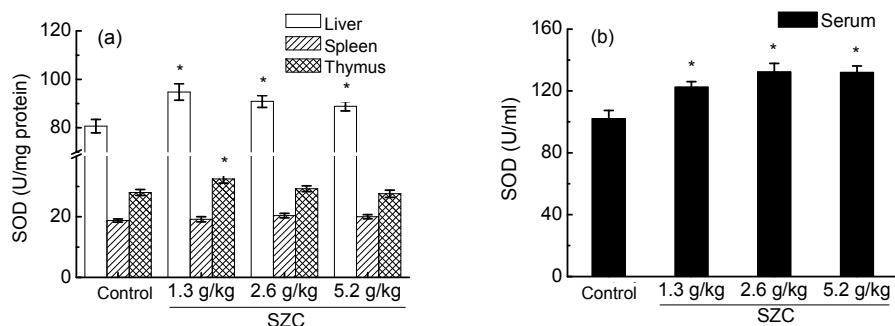 (a)
Liver
Spleen
Thymus
SOD (U/mg protein)
100
80
20
0
*
*
*
*
Control
1.3 g/kg
2.6 g/kg
5.2 g/kg
SZC
(b)
Serum
SOD (U/ml)
160
120
80
40
0
*
*
*
Control
1.3 g/kg
2.6 g/kg
5.2 g/kg
SZC